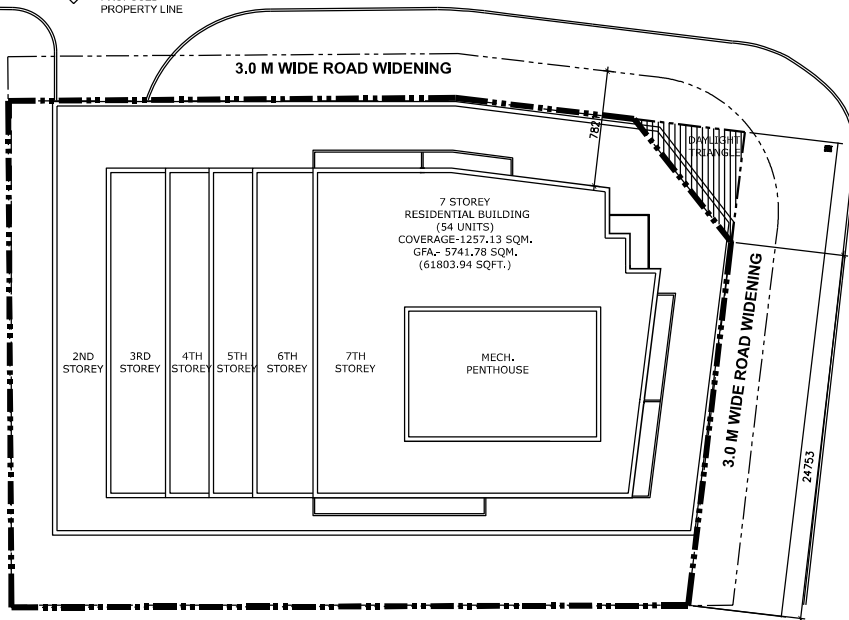 PROPERTY LINE
3.0 M WIDE ROAD WIDENING
DAYLIGHT
TRIANGLE
7 STOREY
RESIDENTIAL BUILDING
(54 UNITS)
COVERAGE-1257.13 SQM.
GFA.- 5741.78 SQM.
(61803.94 SQFT.)
2ND
STOREY
3RD
STOREY
4TH
STOREY
5TH
STOREY
6TH
STOREY
7TH
STOREY
MECH.
PENTHOUSE
3.0 M WIDE ROAD WIDENING
24753